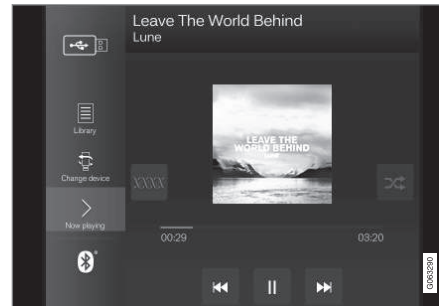 Leave The World Behind
Lune
Library
Change device
Now playing
LEAVE THE
WORLD BEHIND
LUNE
XXXX
00:29
03:20
G063290